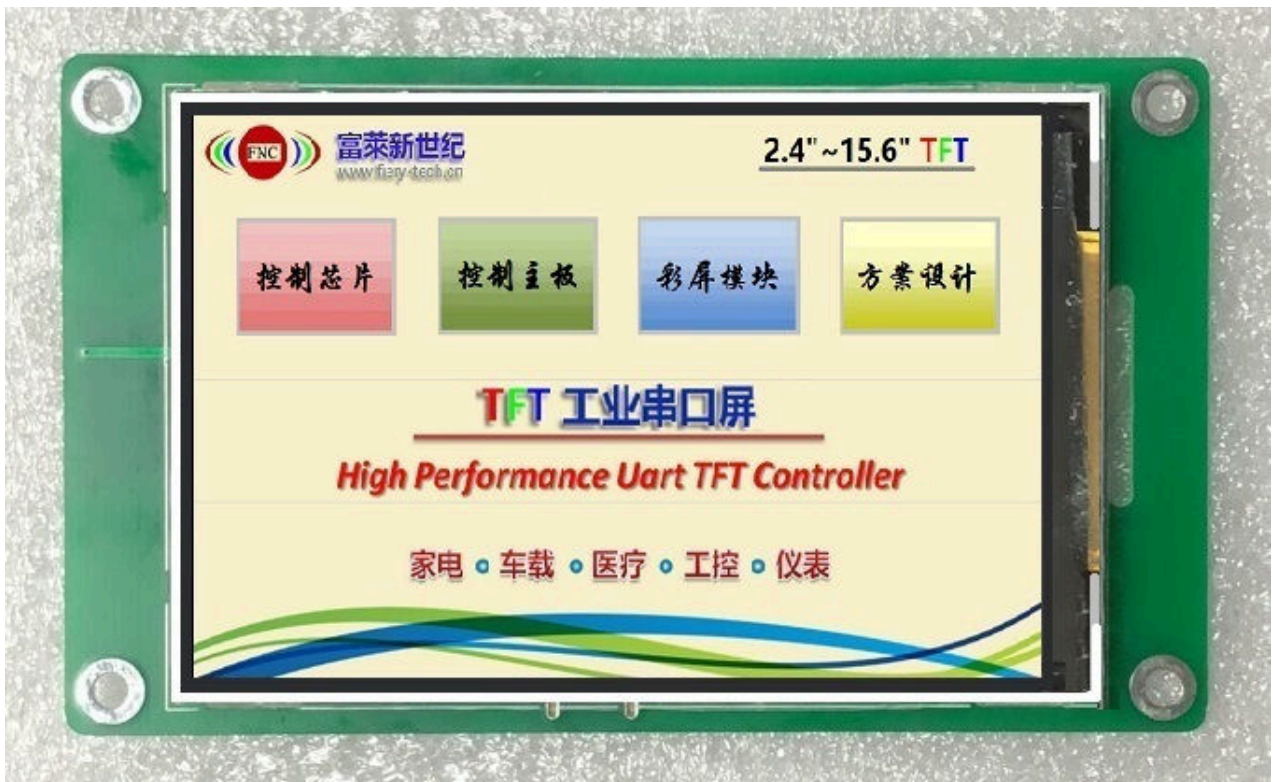 FNC 富莱新世纪
www.fiery-tech.cn
2.4"~15.6" TFT
控制芯片 控制主板 彩屏模块 方案设计
TFT 工业串口屏
High Performance Uart TFT Controller
家电 车载 医疗 工控 仪表